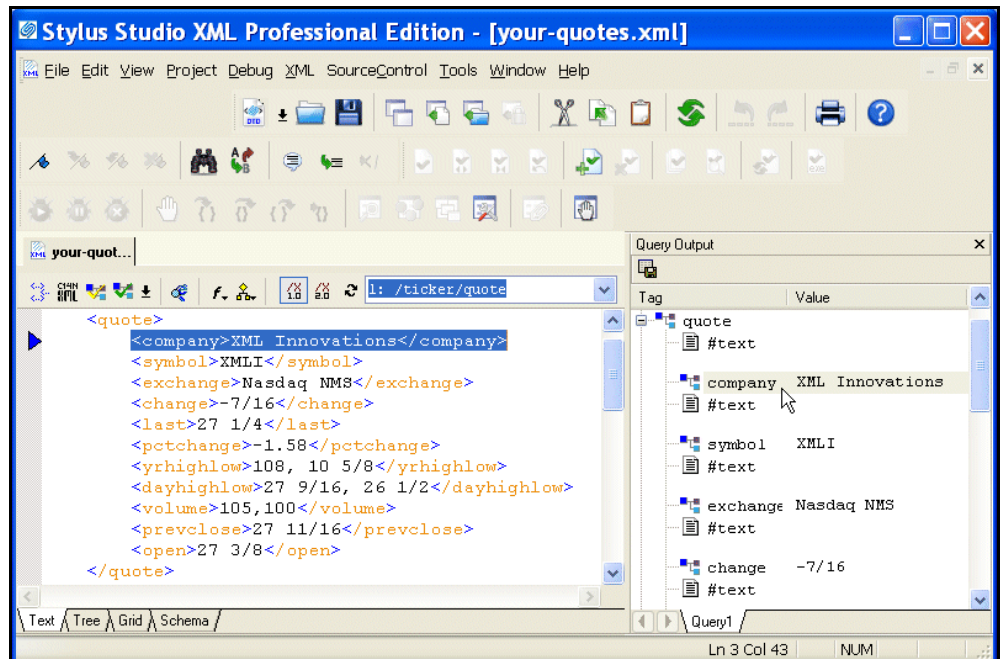 Stylus Studio XML Professional Edition - [your-quotes.xml]
File Edit View Project Debug XML SourceControl Tools Window Help
your-quot...
1: /ticker/quote
<quote>
<company>XML Innovations</company>
<symbol>XMLI</symbol>
<exchange>Nasdaq NMS</exchange>
<change>-7/16</change>
<last>27 1/4</last>
<pctchange>-1.58</pctchange>
<yrhighlow>108, 10 5/8</yrhighlow>
<dayhighlow>27 9/16, 26 1/2</dayhighlow>
<volume>105,100</volume>
<prevclose>27 11/16</prevclose>
<open>27 3/8</open>
</quote>
Text Tree Grid Schema
Query Output
Tag Value
quote
#text
company XML Innovations
#text
symbol XMLI
#text
exchange Nasdaq NMS
#text
change -7/16
#text
Query1
Ln 3 Col 43 NUM